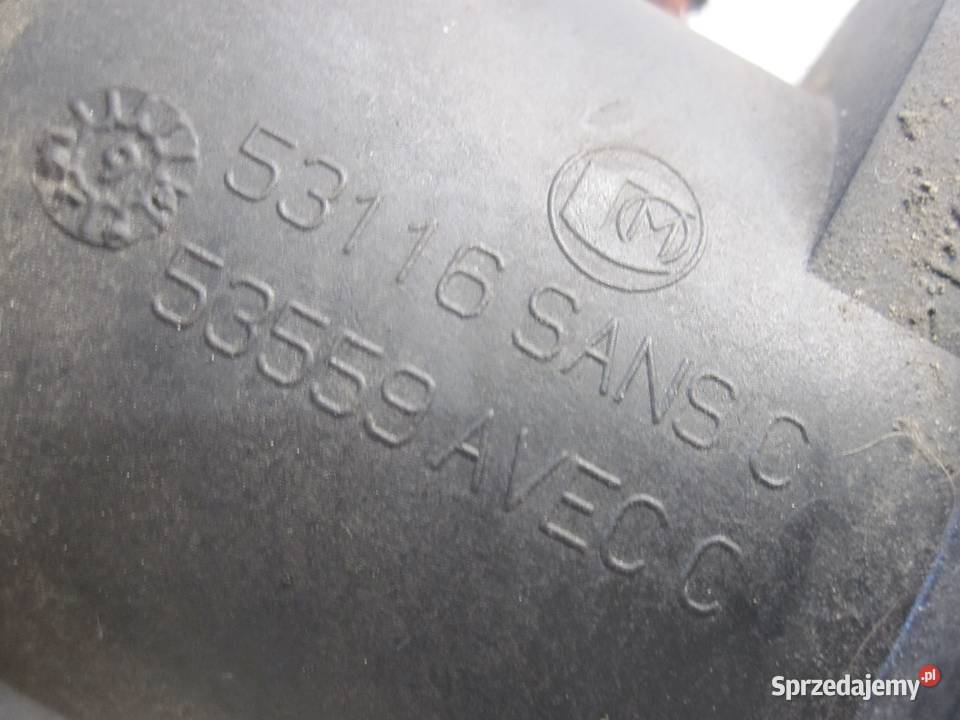 53116 SANS C
53559 AVEC C
Sprzedajemy.pl